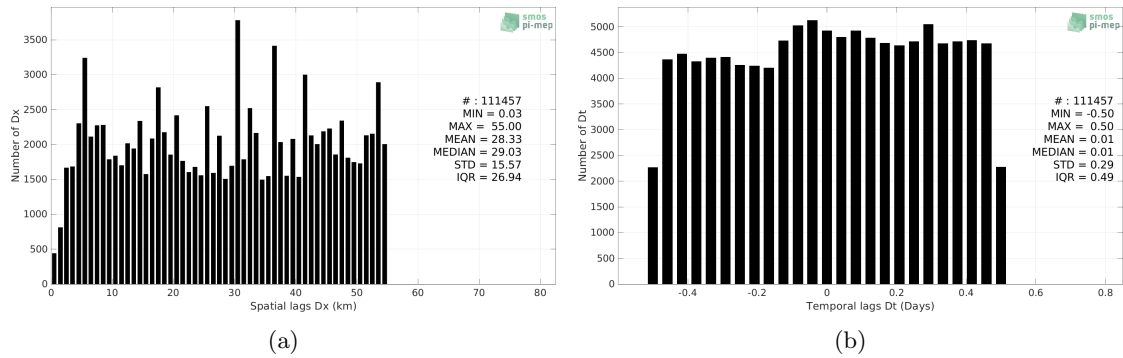 smos
pi-mep
3500
3000
2500
2000
1500
1000
500
0
Number of Dx
# : 111457
MIN = 0.03
MAX = 55.00
MEAN = 28.33
MEDIAN = 29.03
STD = 15.57
IQR = 26.94
0 10 20 30 40 50 60 70 80
Spatial lags Dx (km)
(a)
smos
pi-mep
5000
4500
4000
3500
3000
2500
2000
1500
1000
500
0
Number of Dt
# : 111457
MIN = -0.50
MAX = 0.50
MEAN = 0.01
MEDIAN = 0.01
STD = 0.29
IQR = 0.49
-0.4 -0.2 0 0.2 0.4 0.6 0.8
Temporal lags Dt (Days)
(b)